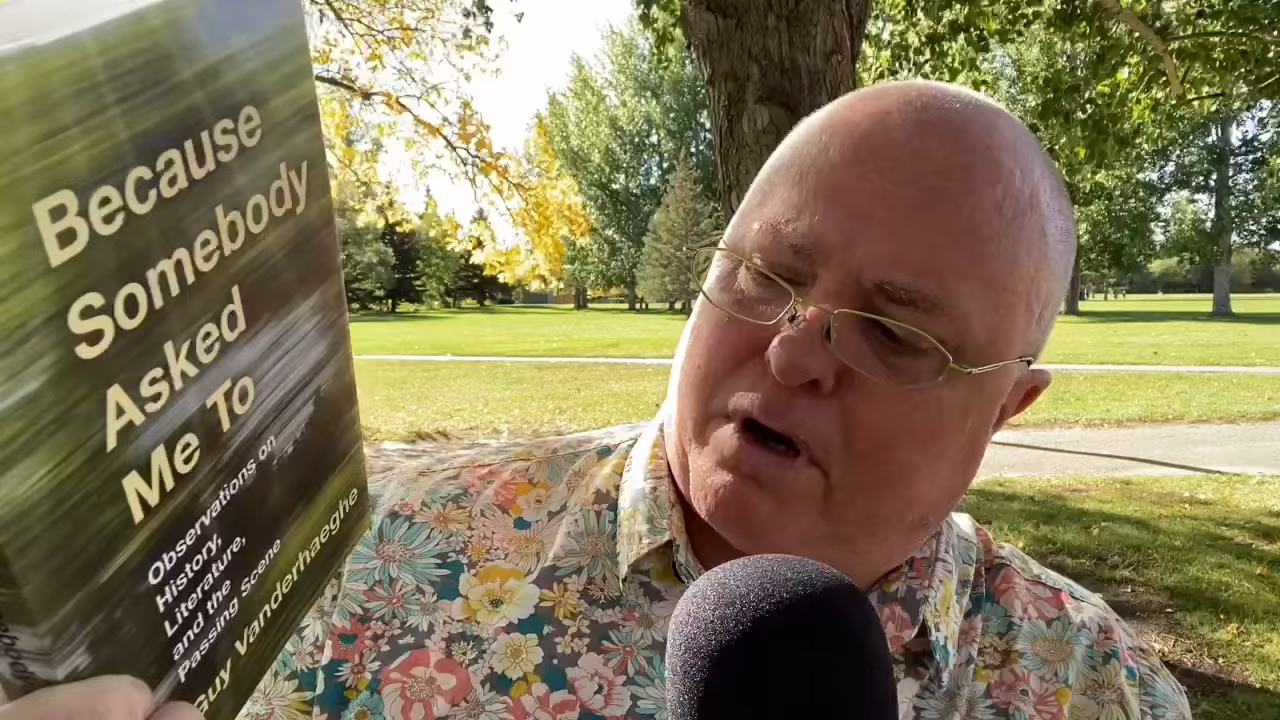 Because
Somebody
Asked
Me To
Observations on
History,
Literature,
and the
Passing Scene
Guy Vanderhaeghe